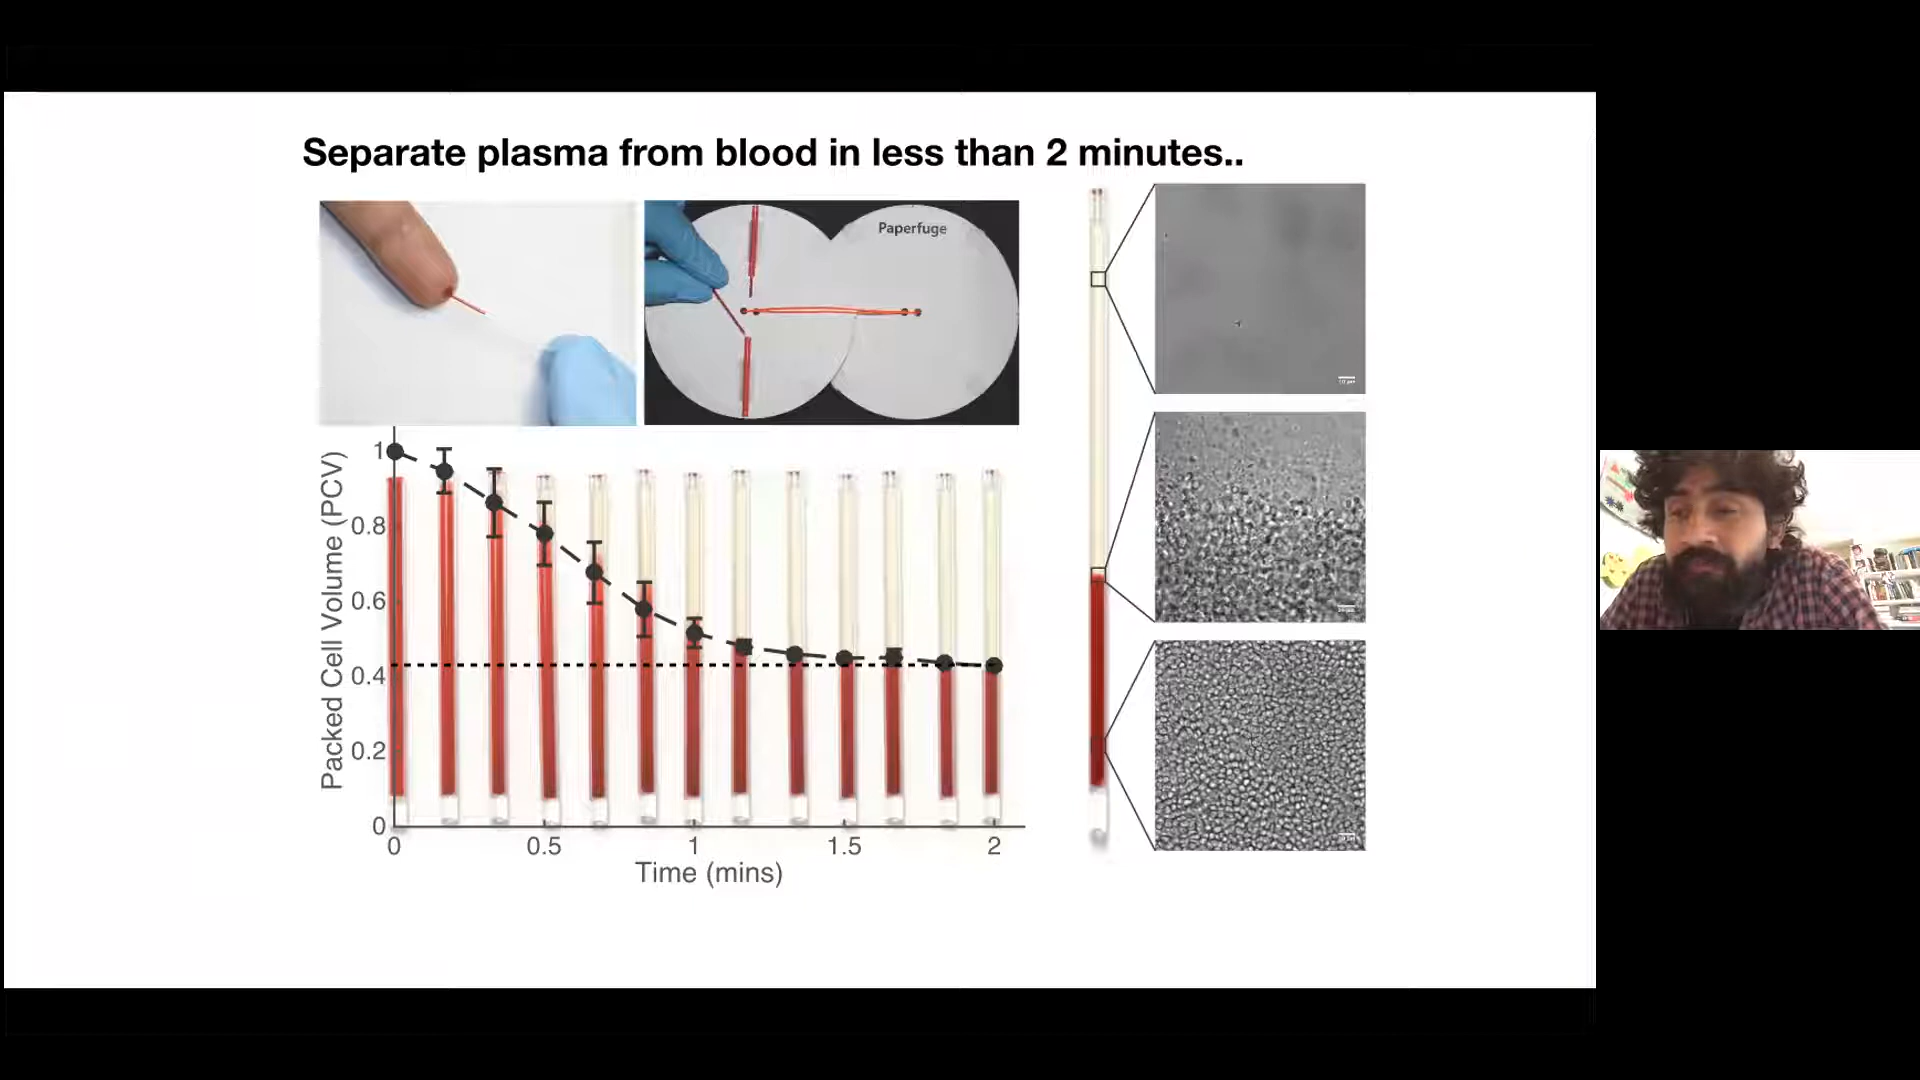 Separate plasma from blood in less than 2 minutes..
Paperfuge
Packed Cell Volume (PCV)
1
0.8
0.6
0.4
0.2
0
0 0.5 1 1.5 2
Time (mins)